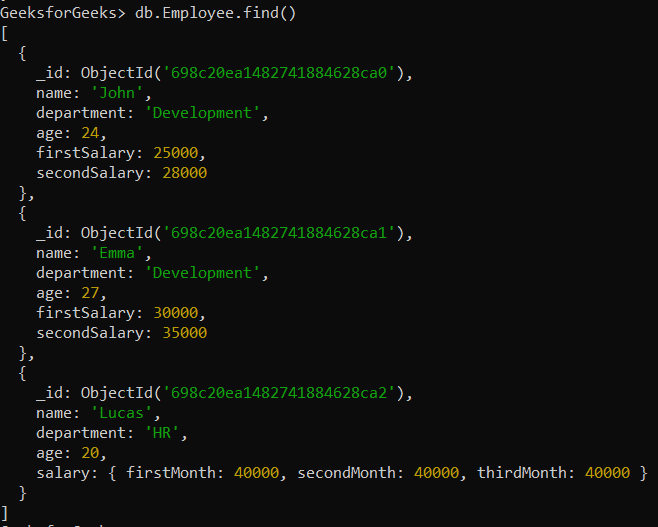 GeeksforGeeks> db.Employee.find()
[
  {
    _id: ObjectId('698c20ea1482741884628ca0'),
    name: 'John',
    department: 'Development',
    age: 24,
    firstSalary: 25000,
    secondSalary: 28000
  },
  {
    _id: ObjectId('698c20ea1482741884628ca1'),
    name: 'Emma',
    department: 'Development',
    age: 27,
    firstSalary: 30000,
    secondSalary: 35000
  },
  {
    _id: ObjectId('698c20ea1482741884628ca2'),
    name: 'Lucas',
    department: 'HR',
    age: 20,
    salary: { firstMonth: 40000, secondMonth: 40000, thirdMonth: 40000 }
  }
]